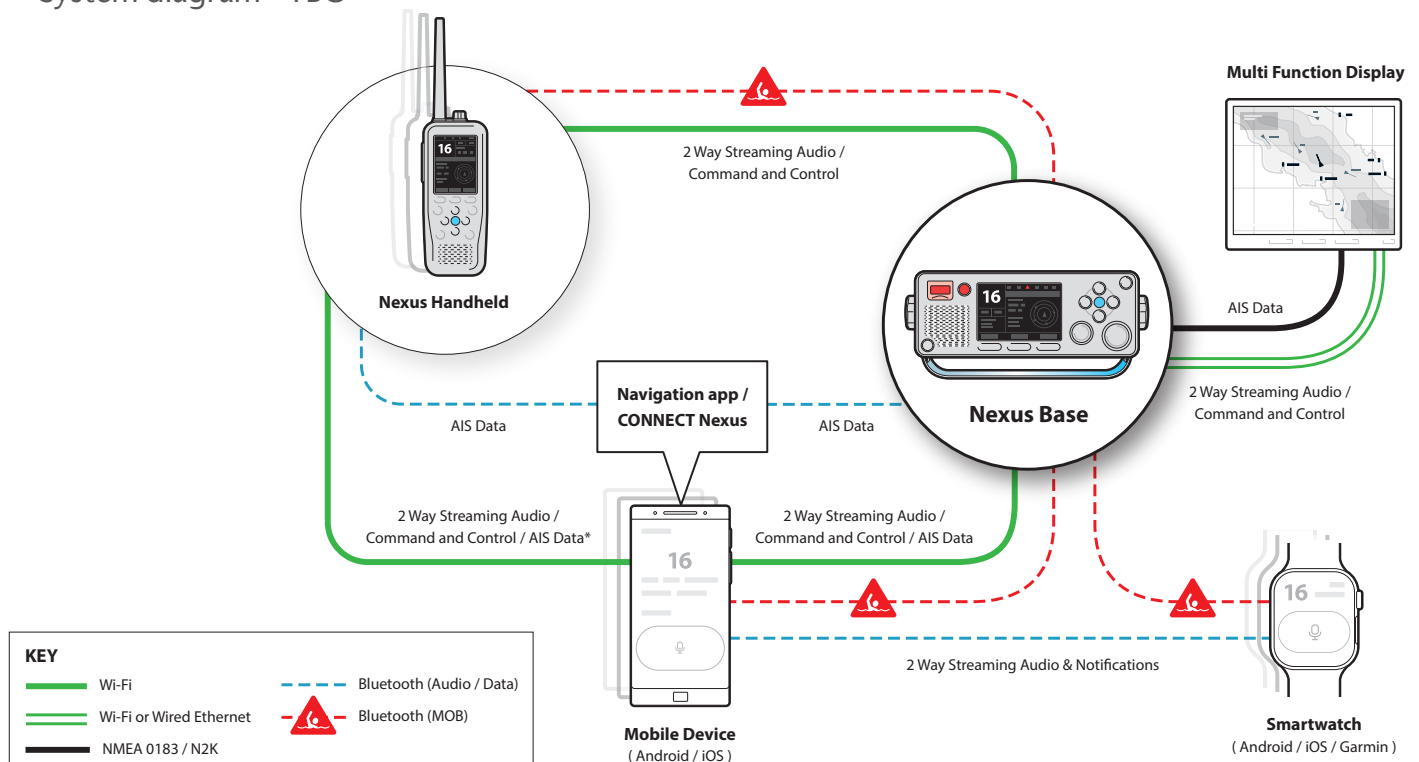 Multi Function Display
2 Way Streaming Audio /
Command and Control
16
Nexus Handheld
16
AIS Data
Nexus Base
2 Way Streaming Audio /
Command and Control
Navigation app /
CONNECT Nexus
AIS Data
AIS Data
2 Way Streaming Audio /
Command and Control / AIS Data*
2 Way Streaming Audio /
Command and Control / AIS Data
16
16
2 Way Streaming Audio & Notifications
KEY
Wi-Fi
Wi-Fi or Wired Ethernet
NMEA 0183 / N2K
Bluetooth (Audio / Data)
Bluetooth (MOB)
Mobile Device
( Android / iOS )
Smartwatch
( Android / iOS / Garmin )